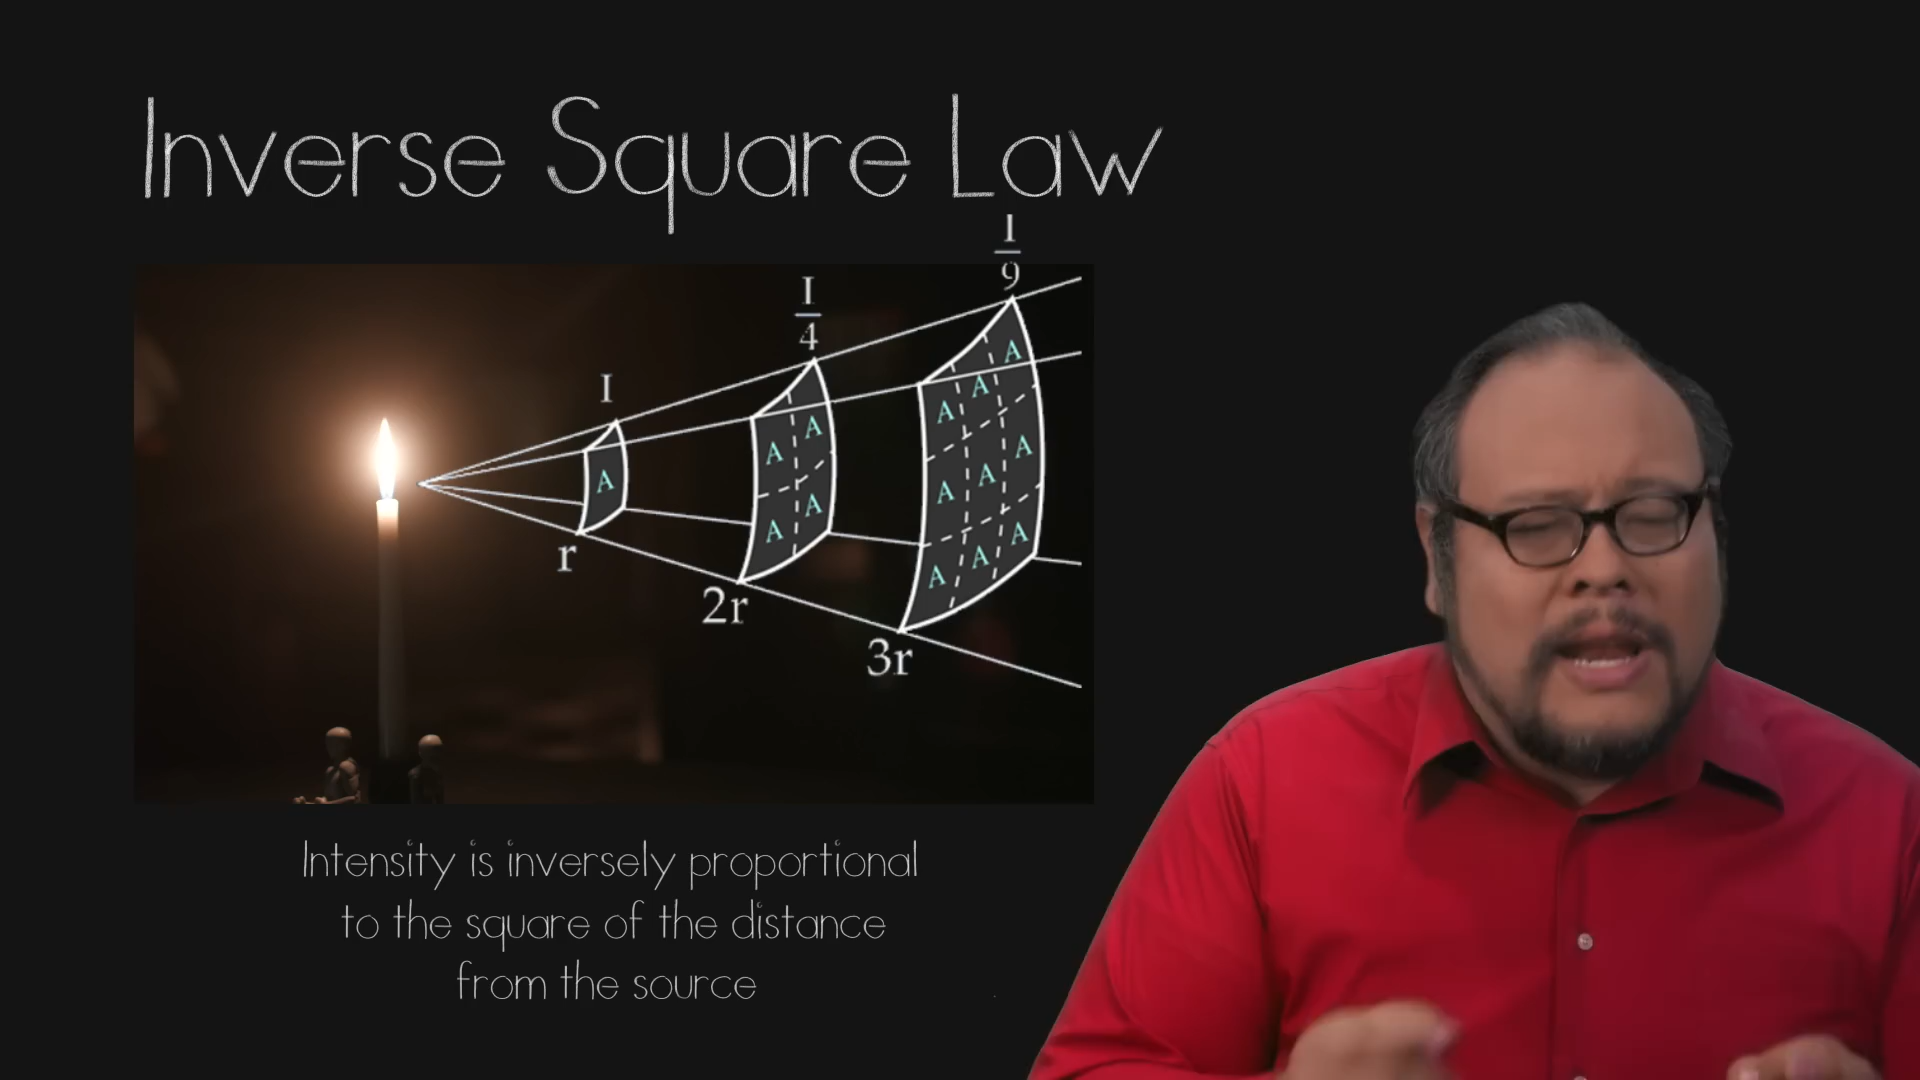 Inverse Square Law
I
9
I
4
I
A
A
A
A
A
A
A
A
A
A
A
A
A
A
r
2r
3r
Intensity is inversely proportional
to the square of the distance
from the source